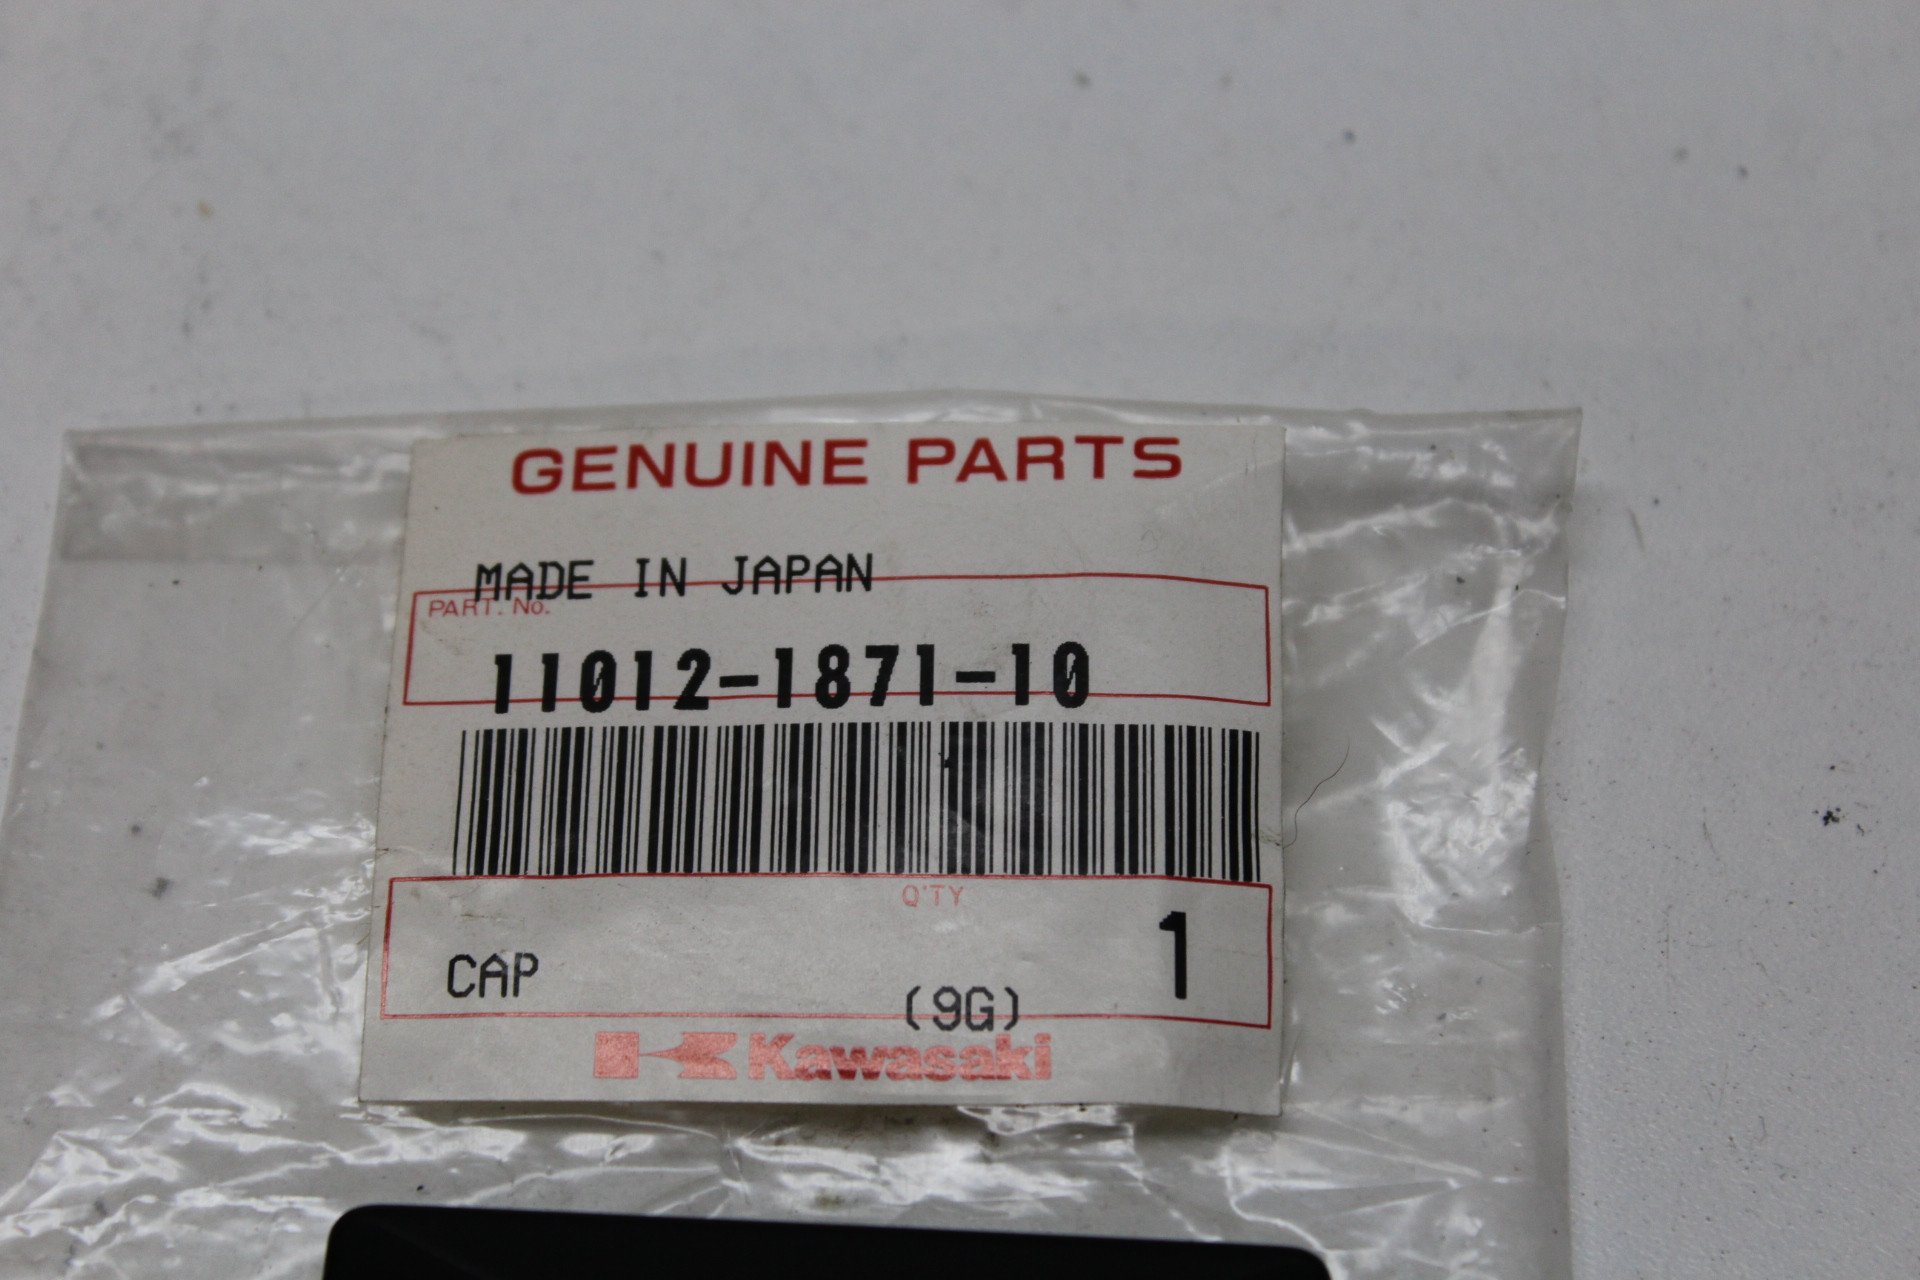 GENUINE PARTS
MADE IN JAPAN
PART. No.
11012-1871-10
Q'TY
1
CAP
(9G)
Kawasaki